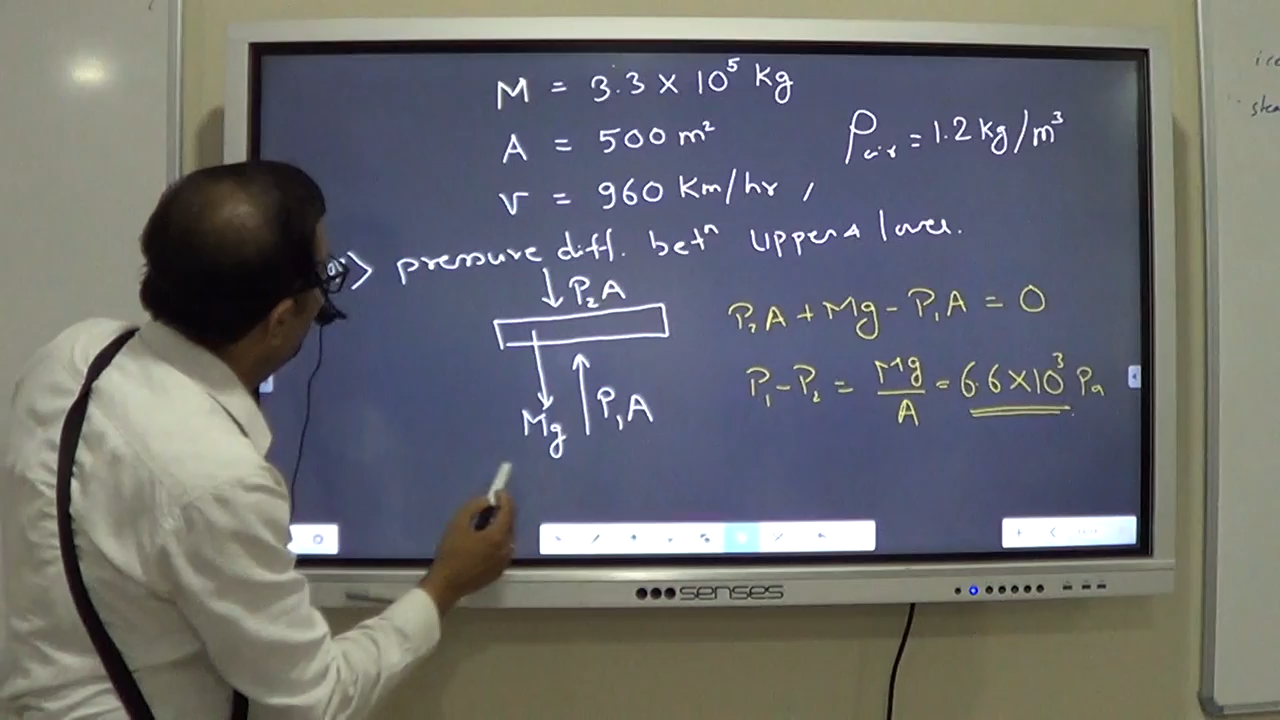 M = 3.3 × 10⁵ Kg
A = 500 m²
ρair = 1.2 kg/m³
V = 960 Km/hr,
a) pressure diff. betⁿ upper & lower.
↓ P₂A
P₂A + Mg - P₁A = 0
P₁ - P₂ = Mg/A = 6.6 × 10³ Pa
Mg ↑ P₁A
senses
ice